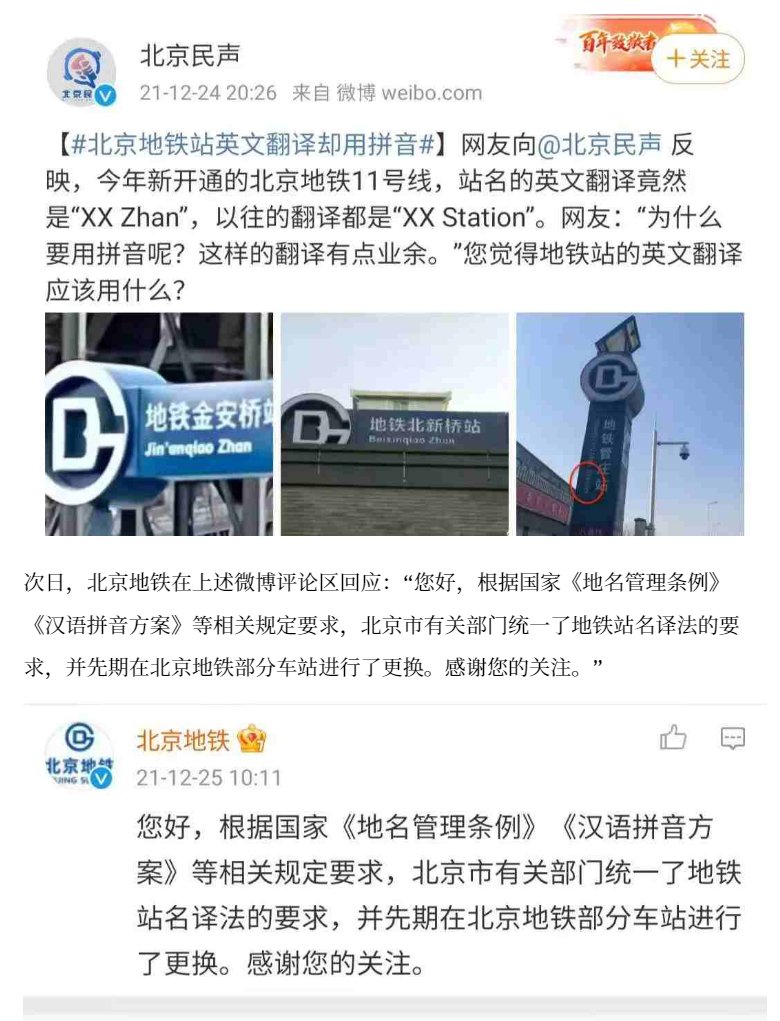 北京民声
21-12-24 20:26 来自 微博 weibo.com
百年致敬者
+关注
【#北京地铁站英文翻译却用拼音#】网友向@北京民声 反
映，今年新开通的北京地铁11号线，站名的英文翻译竟然
是“XX Zhan”，以往的翻译都是“XX Station”。网友：“为什么
要用拼音呢？这样的翻译有点业余。”您觉得地铁站的英文翻译
应该用什么？
地铁金安桥站
Jin'anqiao Zhan
地铁北新桥站
Beixinqiao Zhan
地铁管庄站
次日，北京地铁在上述微博评论区回应：“您好，根据国家《地名管理条例》
《汉语拼音方案》等相关规定要求，北京市有关部门统一了地铁站名译法的要
求，并先期在北京地铁部分车站进行了更换。感谢您的关注。”
北京地铁
21-12-25 10:11
北京地铁
您好，根据国家《地名管理条例》《汉语拼音方
案》等相关规定要求，北京市有关部门统一了地铁
站名译法的要求，并先期在北京地铁部分车站进行
了更换。感谢您的关注。